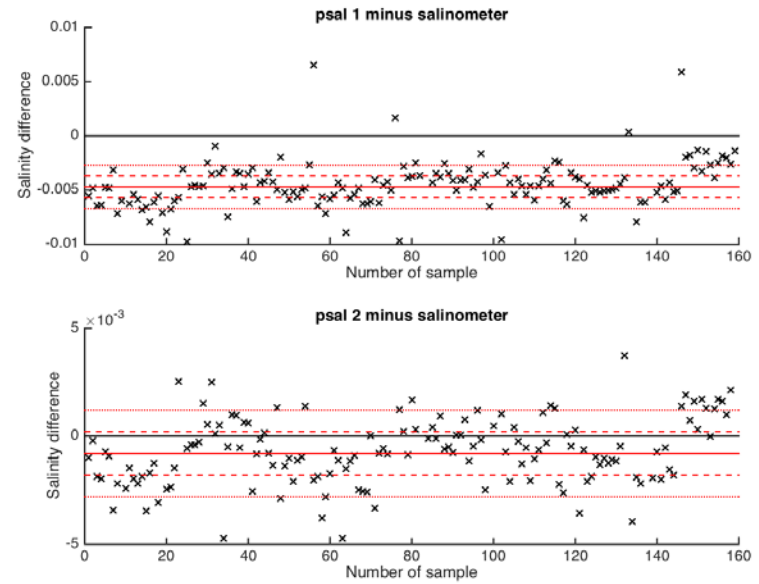 psal 1 minus salinometer
0.01
0.005
0
-0.005
-0.01
Salinity difference
0 20 40 60 80 100 120 140 160
Number of sample
psal 2 minus salinometer
×10-3
5
0
-5
Salinity difference
0 20 40 60 80 100 120 140 160
Number of sample